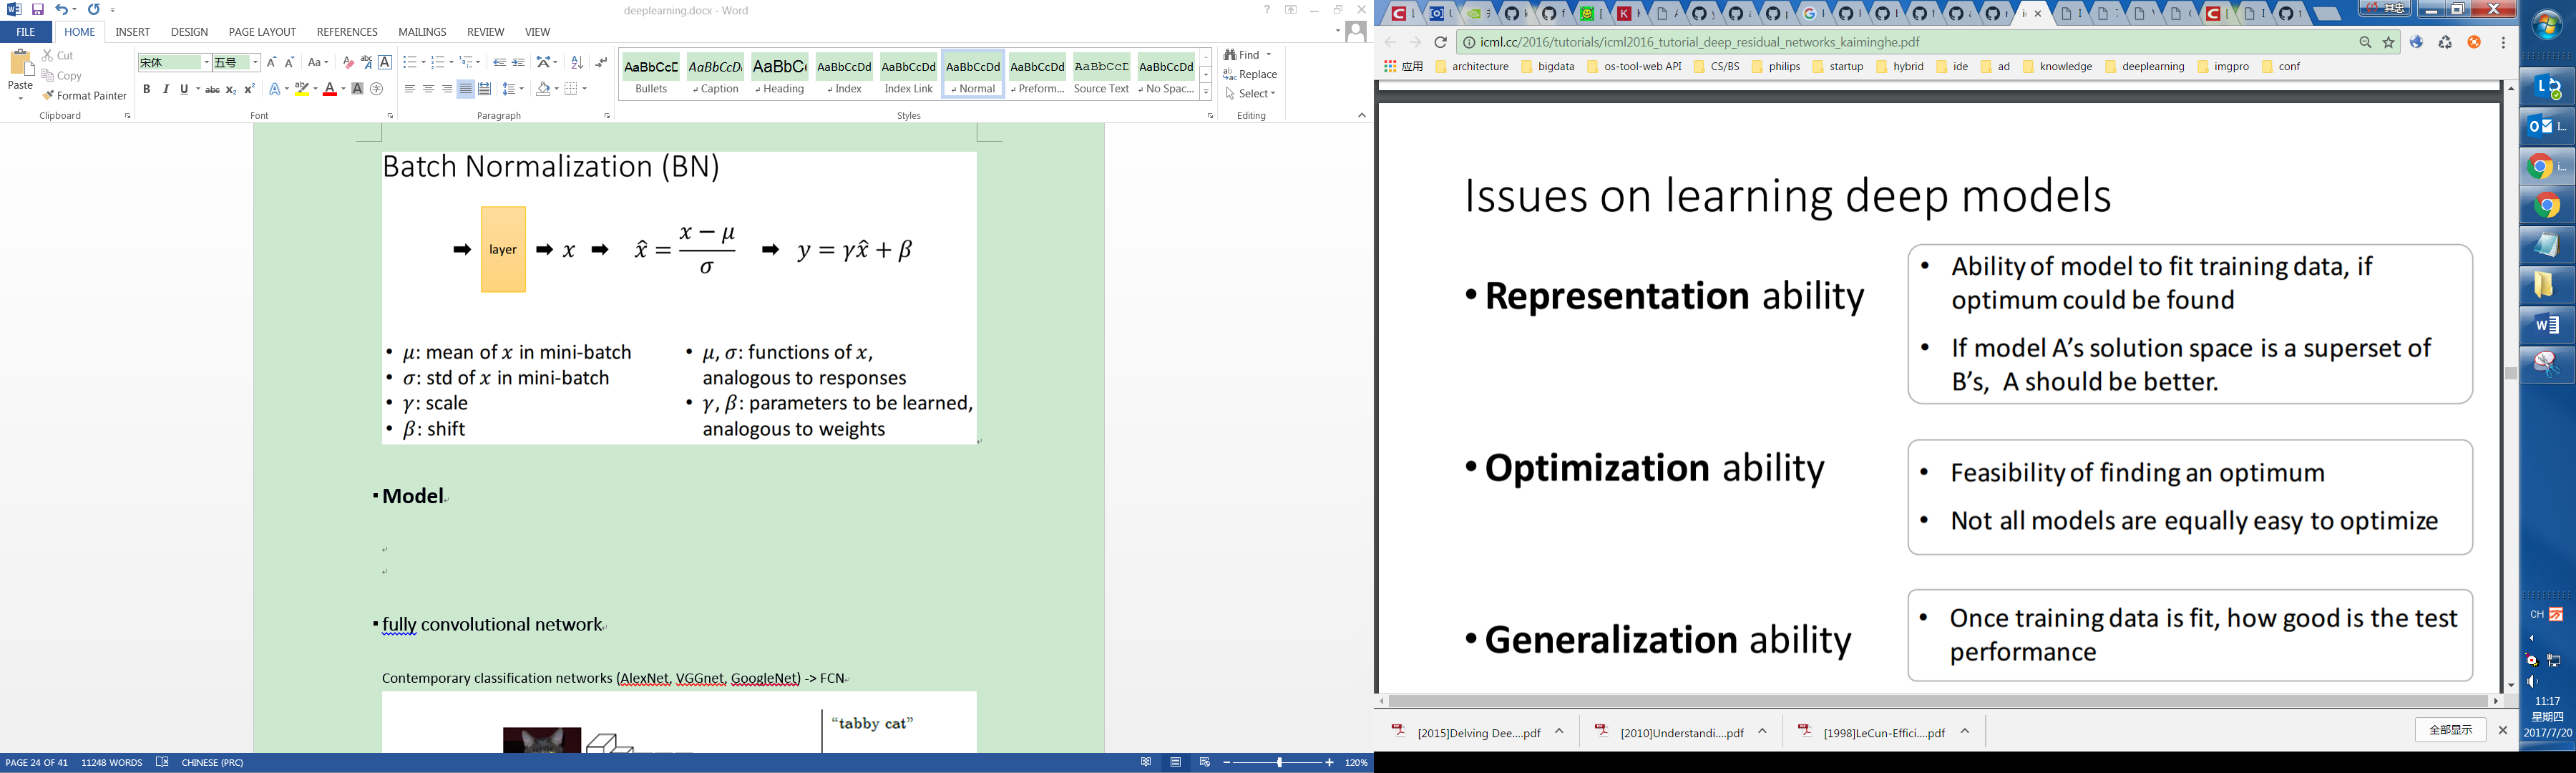 deeplearning.docx - Word
FILE HOME INSERT DESIGN PAGE LAYOUT REFERENCES MAILINGS REVIEW VIEW
Paste
Cut
Copy
Format Painter
Clipboard
宋体 五号
Font
Paragraph
AaBbCcD Bullets
AaBbCcD Caption
AaBbC Heading
AaBbCcDd Index
AaBbCcDd Index Link
AaBbCcDd Normal
AaBbCcDd Preform...
AaBbCcD Source Text
AaBbCcDd No Spac...
Styles
Find
Replace
Select
Editing
Batch Normalization (BN)
layer x x̂ = (x − μ) / σ y = γx̂ + β
• μ: mean of x in mini-batch
• σ: std of x in mini-batch
• γ: scale
• β: shift
• μ, σ: functions of x,
analogous to responses
• γ, β: parameters to be learned,
analogous to weights
Model
fully convolutional network
Contemporary classification networks (AlexNet, VGGnet, GoogleNet) -> FCN
“tabby cat”
PAGE 24 OF 41 11248 WORDS CHINESE (PRC)
120%
icml.cc/2016/tutorials/icml2016_tutorial_deep_residual_networks_kaiminghe.pdf
应用 architecture bigdata os-tool-web API CS/BS philips startup hybrid ide ad knowledge deeplearning imgpro conf
Issues on learning deep models
• Representation ability
• Ability of model to fit training data, if
optimum could be found
• If model A’s solution space is a superset of
B’s, A should be better.
• Optimization ability
• Feasibility of finding an optimum
• Not all models are equally easy to optimize
• Generalization ability
• Once training data is fit, how good is the test
performance
[2015]Delving Dee....pdf
[2010]Understandi....pdf
[1998]LeCun-Effici....pdf
全部显示
CH
11:17
星期四
2017/7/20